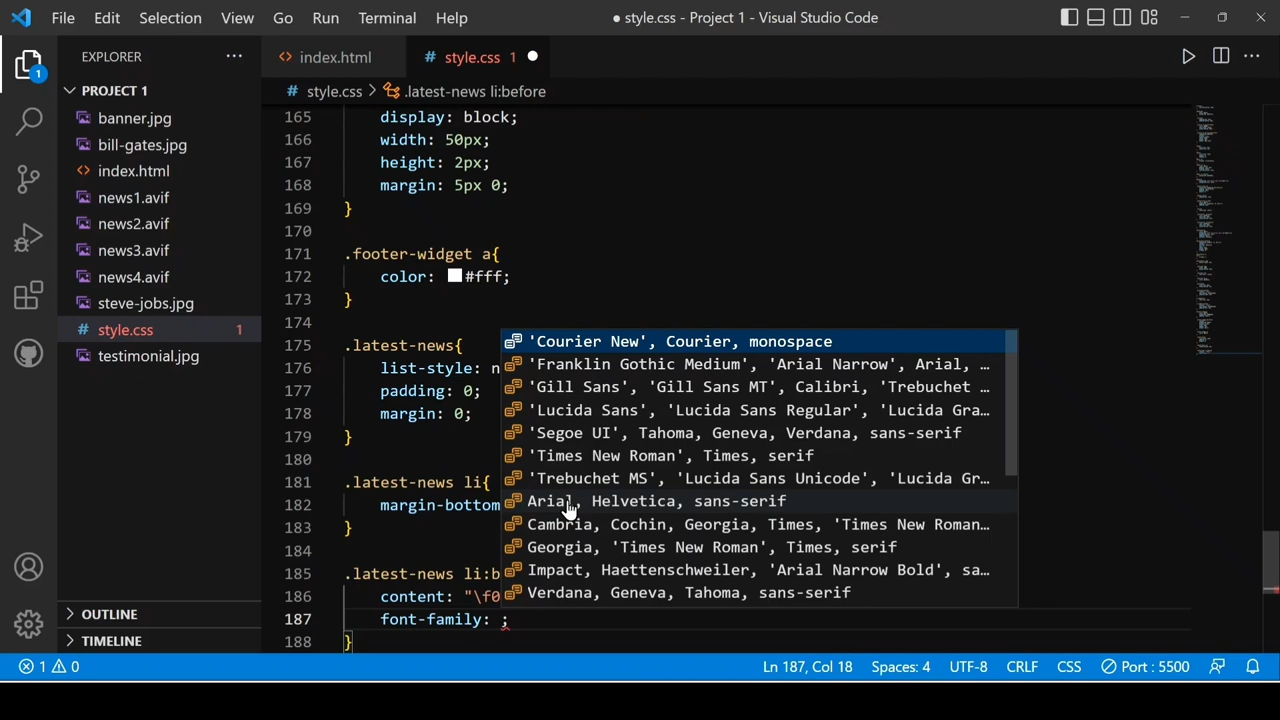 File Edit Selection View Go Run Terminal Help ● style.css - Project 1 - Visual Studio Code
EXPLORER ··· <> index.html # style.css 1
# style.css > .latest-news li:before
1
PROJECT 1
banner.jpg
bill-gates.jpg
<> index.html
news1.avif
news2.avif
news3.avif
news4.avif
steve-jobs.jpg
# style.css 1
testimonial.jpg
OUTLINE
TIMELINE
165 display: block;
166 width: 50px;
167 height: 2px;
168 margin: 5px 0;
169 }
170
171 .footer-widget a{
172 color: #fff;
173 }
174
175 .latest-news{
176 list-style: n
177 padding: 0;
178 margin: 0;
179 }
180
181 .latest-news li{
182 margin-bottom
183 }
184
185 .latest-news li:b
186 content: "\f0
187 font-family: ;
188 }
'Courier New', Courier, monospace
'Franklin Gothic Medium', 'Arial Narrow', Arial, …
'Gill Sans', 'Gill Sans MT', Calibri, 'Trebuchet …
'Lucida Sans', 'Lucida Sans Regular', 'Lucida Gra…
'Segoe UI', Tahoma, Geneva, Verdana, sans-serif
'Times New Roman', Times, serif
'Trebuchet MS', 'Lucida Sans Unicode', 'Lucida Gr…
Arial, Helvetica, sans-serif
Cambria, Cochin, Georgia, Times, 'Times New Roman…
Georgia, 'Times New Roman', Times, serif
Impact, Haettenschweiler, 'Arial Narrow Bold', sa…
Verdana, Geneva, Tahoma, sans-serif
1 0 Ln 187, Col 18 Spaces: 4 UTF-8 CRLF CSS Port : 5500